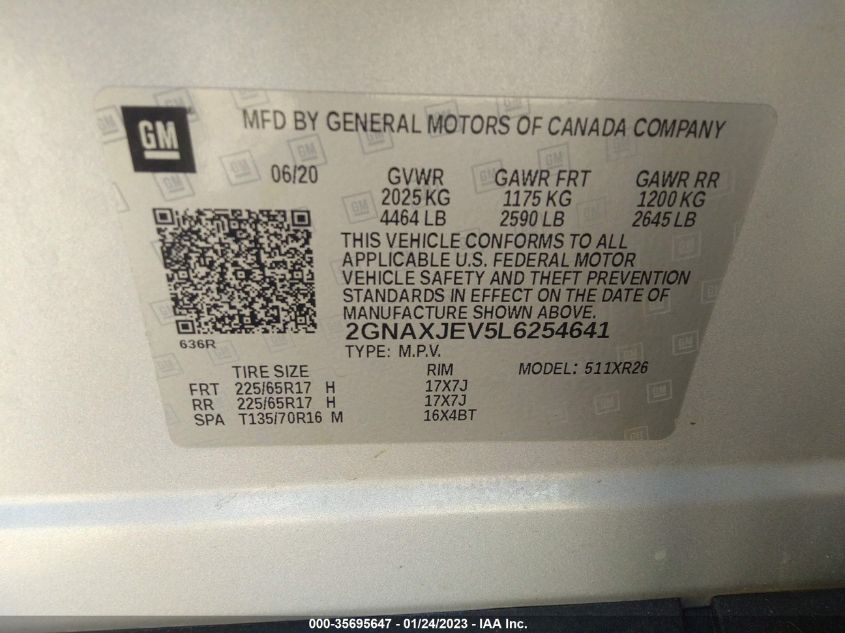 GM
MFD BY GENERAL MOTORS OF CANADA COMPANY
06/20 GVWR GAWR FRT GAWR RR
2025 KG 1175 KG 1200 KG
4464 LB 2590 LB 2645 LB
THIS VEHICLE CONFORMS TO ALL
APPLICABLE U.S. FEDERAL MOTOR
VEHICLE SAFETY AND THEFT PREVENTION
STANDARDS IN EFFECT ON THE DATE OF
MANUFACTURE SHOWN ABOVE.
636R
2GNAXJEV5L6254641
TYPE: M.P.V.
TIRE SIZE RIM MODEL: 511XR26
FRT 225/65R17 H 17X7J
RR 225/65R17 H 17X7J
SPA T135/70R16 M 16X4BT
000-35695647 - 01/24/2023 - IAA Inc.